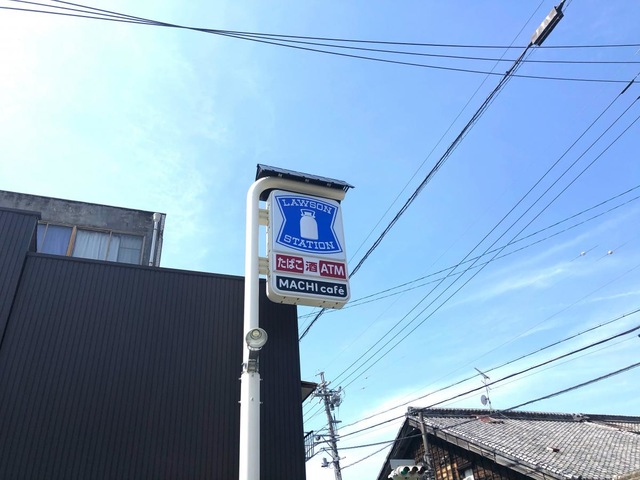 LAWSON
STATION
たばこ 酒 ATM
MACHI café